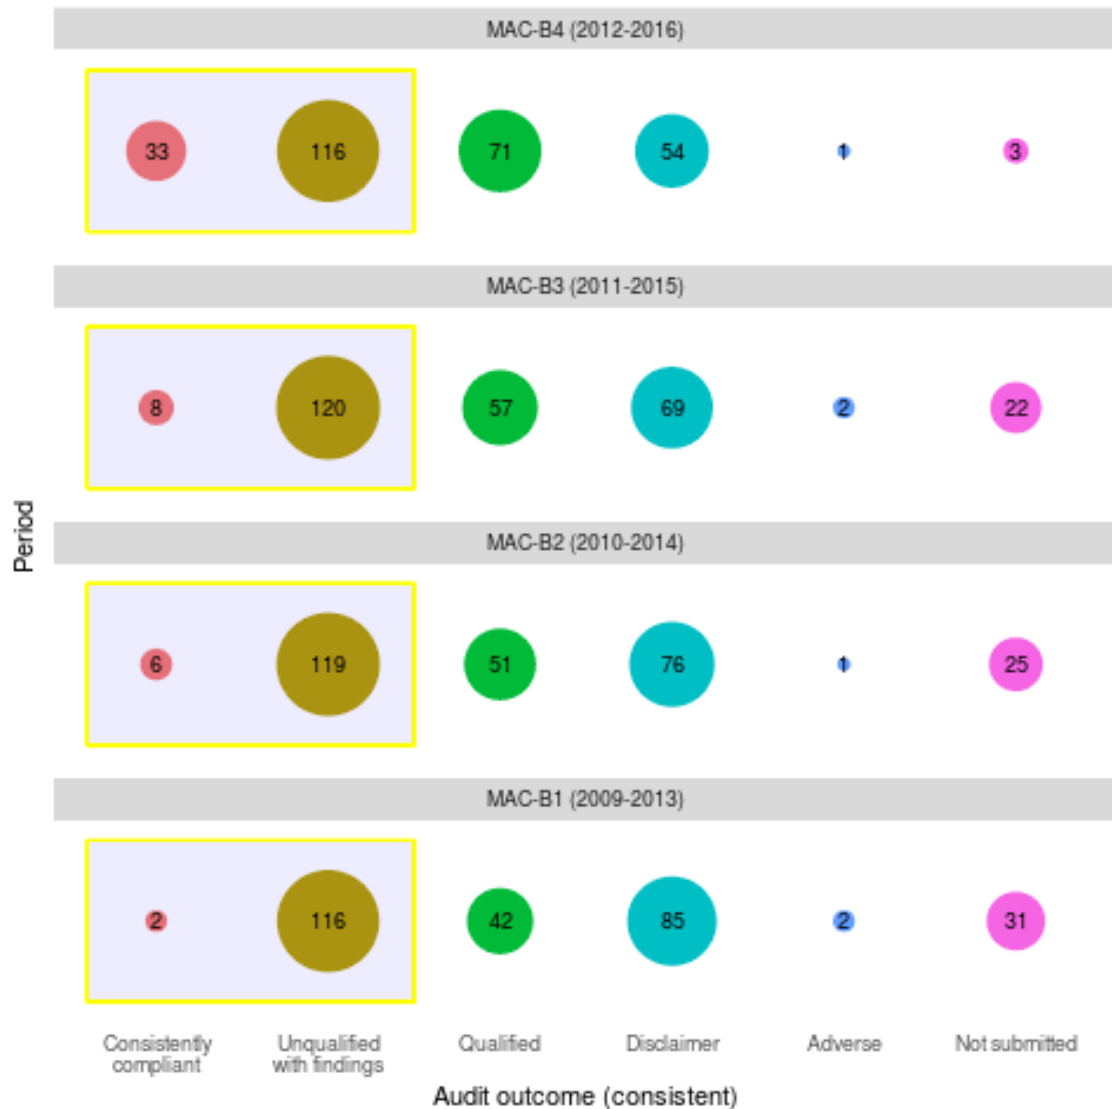 MAC-B4 (2012-2016)
33 116 71 54 1 3
MAC-B3 (2011-2015)
8 120 57 69 2 22
Period
MAC-B2 (2010-2014)
6 119 51 76 1 25
MAC-B1 (2009-2013)
2 116 42 85 2 31
Consistently compliant
Unqualified with findings
Qualified
Disclaimer
Adverse
Not submitted
Audit outcome (consistent)